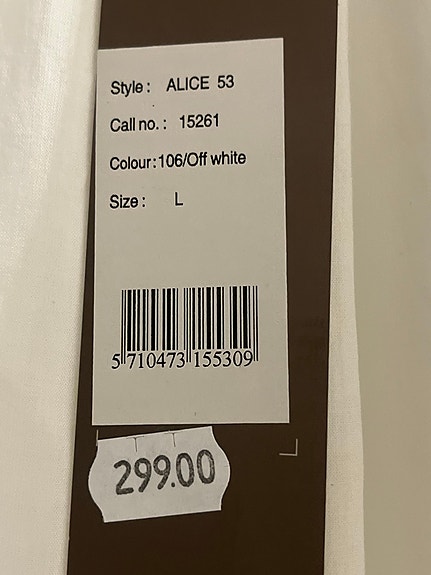 Style: ALICE 53
Call no.: 15261
Colour:106/Off white
Size: L
5 710473 155309
299.00